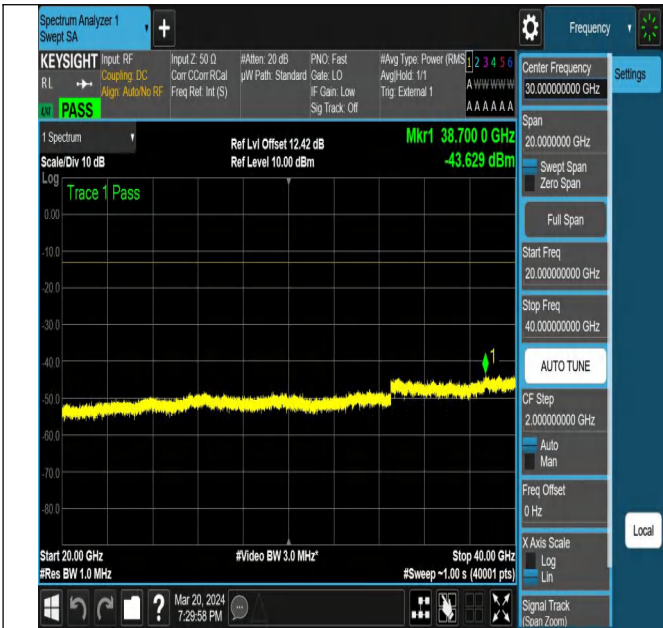 Spectrum Analyzer 1
Swept SA
Frequency
KEYSIGHT
RL
PASS
Input: RF
Coupling: DC
Align: Auto/No RF
Input Z: 50 Ω
Corr CCorr RCal
Freq Ref: Int (S)
#Atten: 20 dB
µW Path: Standard
PNO: Fast
Gate: LO
IF Gain: Low
Sig Track: Off
#Avg Type: Power (RMS
Avg|Hold: 1/1
Trig: External 1
1 2 3 4 5 6
A W W W W W
A A A A A A
1 Spectrum
Scale/Div 10 dB
Ref Lvl Offset 12.42 dB
Ref Level 10.00 dBm
Mkr1 38.700 0 GHz
-43.629 dBm
Log
Trace 1 Pass
0.00
-10.0
-20.0
-30.0
-40.0
-50.0
-60.0
-70.0
-80.0
1
Start 20.00 GHz
#Res BW 1.0 MHz
#Video BW 3.0 MHz*
Stop 40.00 GHz
#Sweep ~1.00 s (40001 pts)
Mar 20, 2024
7:29:58 PM
Center Frequency
30.000000000 GHz
Settings
Span
20.0000000 GHz
Swept Span
Zero Span
Full Span
Start Freq
20.000000000 GHz
Stop Freq
40.000000000 GHz
AUTO TUNE
CF Step
2.000000000 GHz
Auto
Man
Freq Offset
0 Hz
Local
X Axis Scale
Log
Lin
Signal Track
(Span Zoom)